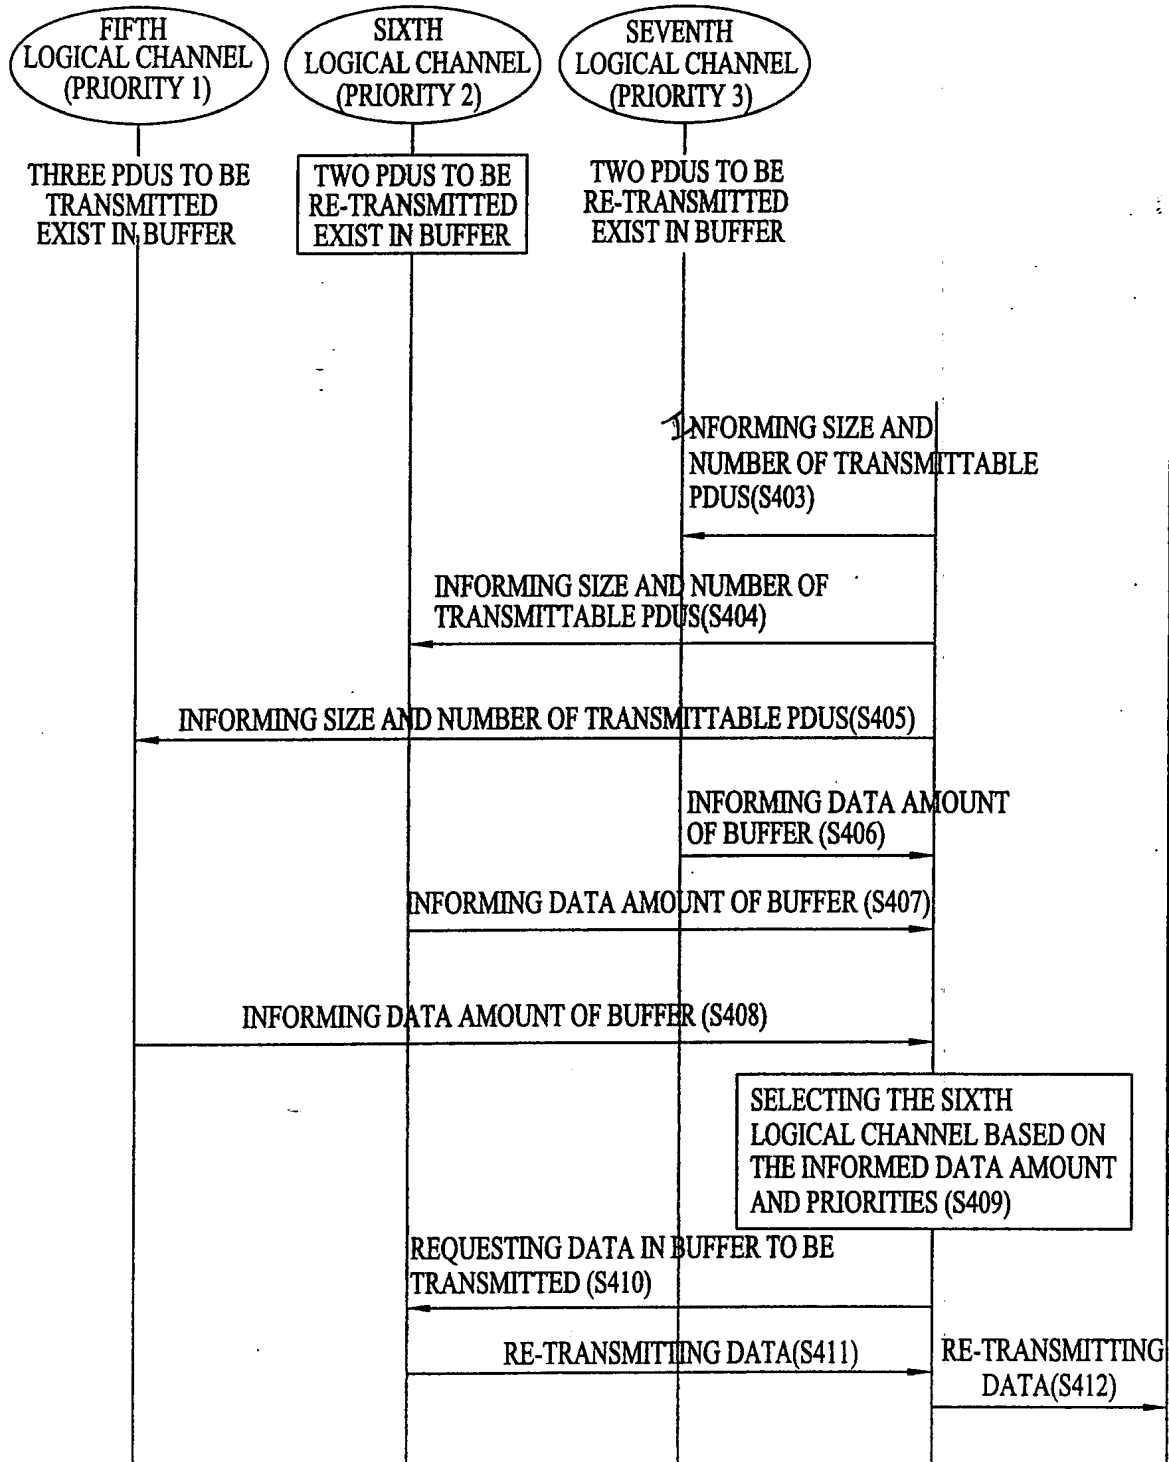 FIFTH
LOGICAL CHANNEL
(PRIORITY 1)
SIXTH
LOGICAL CHANNEL
(PRIORITY 2)
SEVENTH
LOGICAL CHANNEL
(PRIORITY 3)
THREE PDUS TO BE
TRANSMITTED
EXIST IN BUFFER
TWO PDUS TO BE
RE-TRANSMITTED
EXIST IN BUFFER
TWO PDUS TO BE
RE-TRANSMITTED
EXIST IN BUFFER
INFORMING SIZE AND
NUMBER OF TRANSMITTABLE
PDUS(S403)
INFORMING SIZE AND NUMBER OF
TRANSMITTABLE PDUS(S404)
INFORMING SIZE AND NUMBER OF TRANSMITTABLE PDUS(S405)
INFORMING DATA AMOUNT
OF BUFFER (S406)
INFORMING DATA AMOUNT OF BUFFER (S407)
INFORMING DATA AMOUNT OF BUFFER (S408)
SELECTING THE SIXTH
LOGICAL CHANNEL BASED ON
THE INFORMED DATA AMOUNT
AND PRIORITIES (S409)
REQUESTING DATA IN BUFFER TO BE
TRANSMITTED (S410)
RE-TRANSMITTING DATA(S411)
RE-TRANSMITTING
DATA(S412)